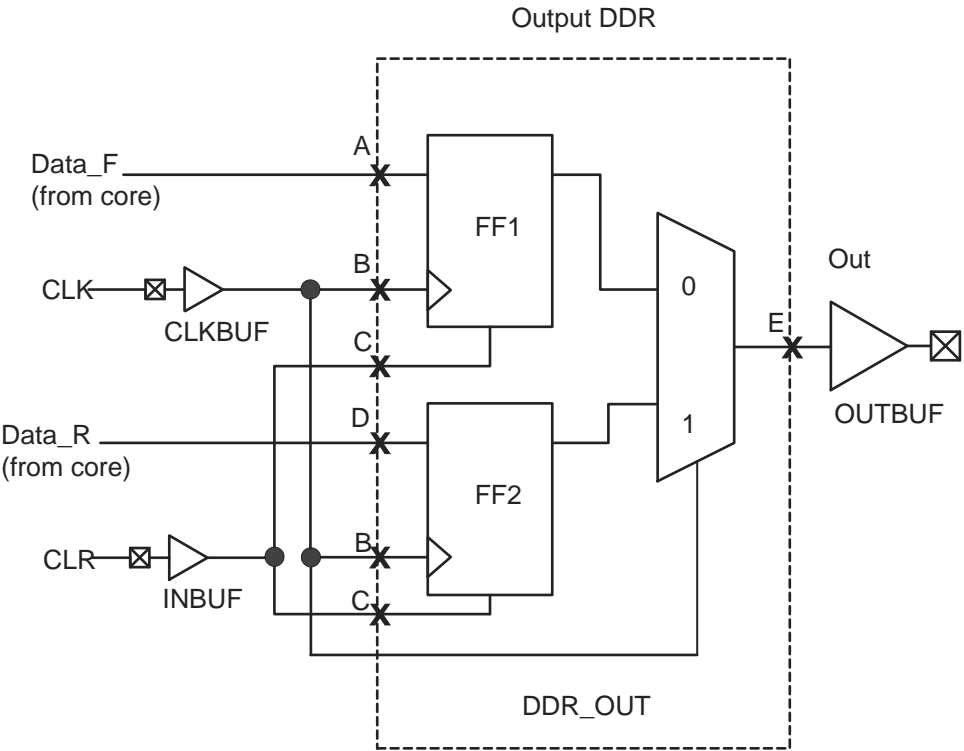 Output DDR
A
Data_F
(from core)
FF1
B
CLK
CLKBUF
0
Out
C
E
OUTBUF
D
Data_R
(from core)
1
FF2
B
CLR
INBUF
C
DDR_OUT